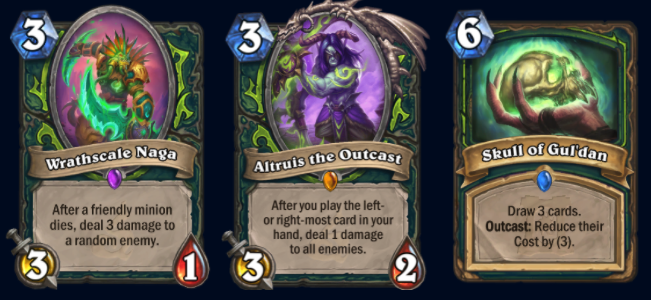 3
Wrathscale Naga
After a friendly minion
dies, deal 3 damage to
a random enemy.
3
1
3
Altruis the Outcast
After you play the left-
or right-most card in your
hand, deal 1 damage
to all enemies.
3
2
6
Skull of Gul'dan
Draw 3 cards.
Outcast: Reduce their
Cost by (3).